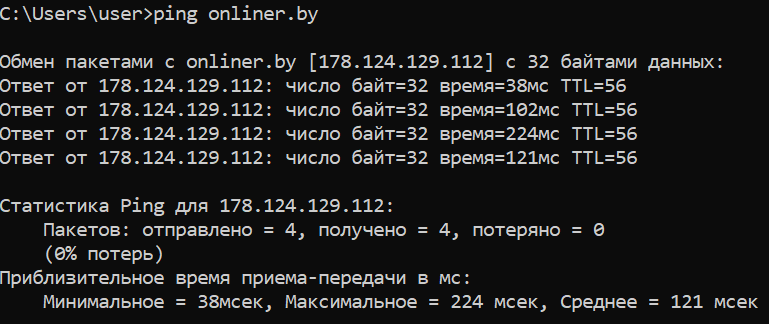 C:\Users\user>ping onliner.by
Обмен пакетами с onliner.by [178.124.129.112] с 32 байтами данных:
Ответ от 178.124.129.112: число байт=32 время=38мс TTL=56
Ответ от 178.124.129.112: число байт=32 время=102мс TTL=56
Ответ от 178.124.129.112: число байт=32 время=224мс TTL=56
Ответ от 178.124.129.112: число байт=32 время=121мс TTL=56
Статистика Ping для 178.124.129.112:
Пакетов: отправлено = 4, получено = 4, потеряно = 0
(0% потерь)
Приблизительное время приема-передачи в мс:
Минимальное = 38мсек, Максимальное = 224 мсек, Среднее = 121 мсек